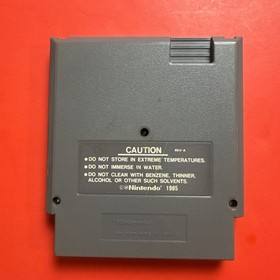 CAUTION
REV-A
• DO NOT STORE IN EXTREME TEMPERATURES.
• DO NOT IMMERSE IN WATER.
• DO NOT CLEAN WITH BENZENE, THINNER,
ALCOHOL OR OTHER SUCH SOLVENTS.
©®Nintendo® 1985